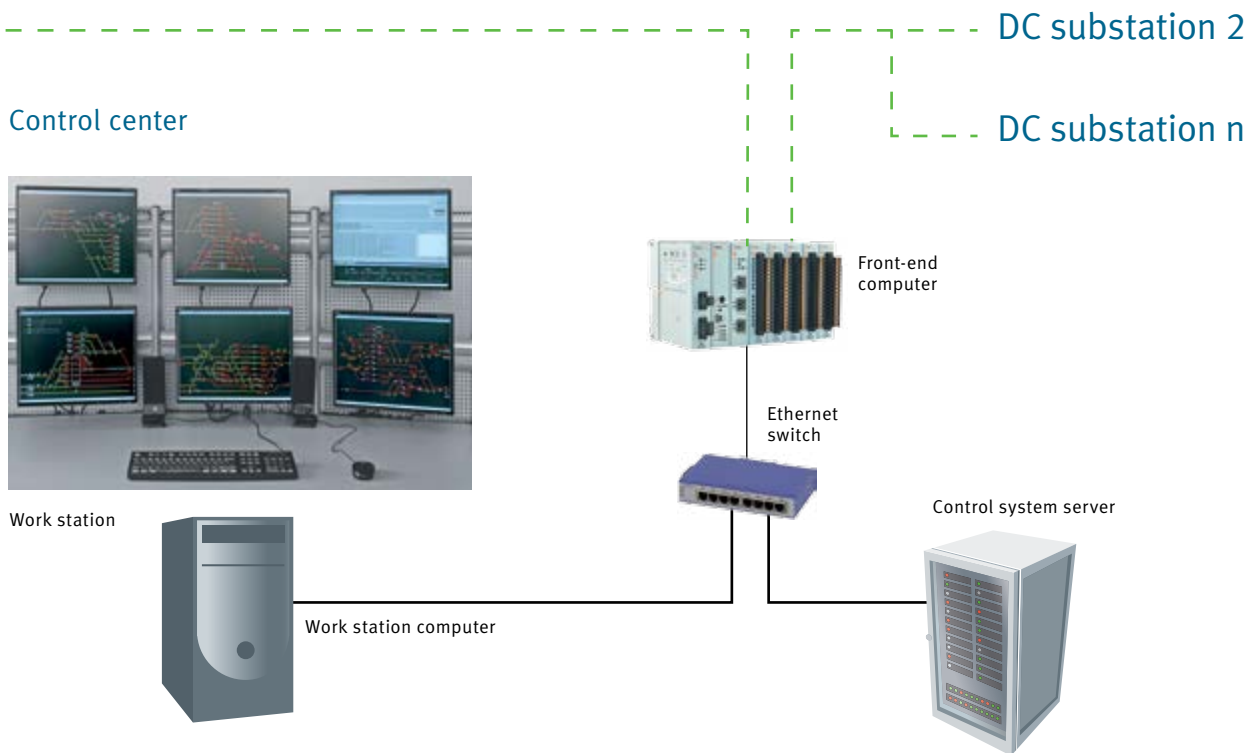 DC substation 2
Control center
DC substation n
Front-end
computer
Ethernet
switch
Work station
Control system server
Work station computer